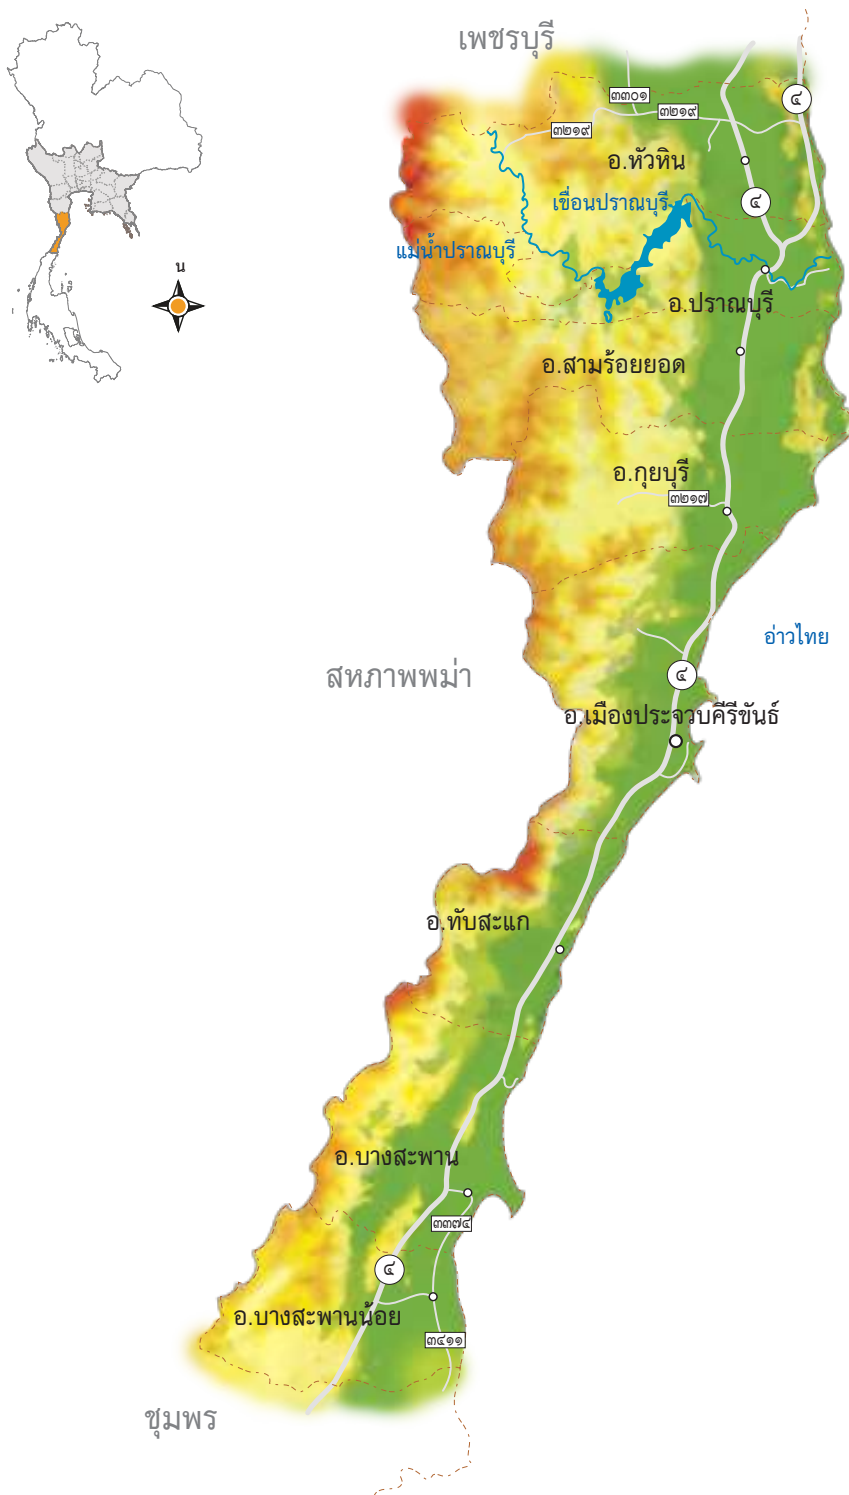 เพชรบุรี
๓๓๐๑
๔
๓๒๑๙
๓๒๑๙
อ.หัวหิน
เขื่อนปราณบุรี
๔
แม่น้ำปราณบุรี
น
อ.ปราณบุรี
อ.สามร้อยยอด
อ.กุยบุรี
๓๒๑๗
อ่าวไทย
สหภาพพม่า
๔
อ.เมืองประจวบคีรีขันธ์
อ.ทับสะแก
อ.บางสะพาน
๓๓๗๔
๔
อ.บางสะพานน้อย
๓๔๑๑
ชุมพร